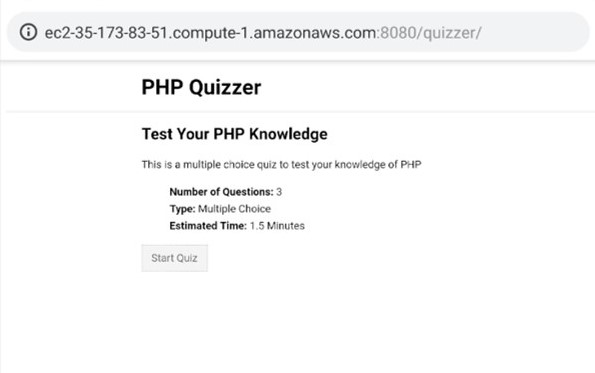 ec2-35-173-83-51.compute-1.amazonaws.com:8080/quizzer/
PHP Quizzer
Test Your PHP Knowledge
This is a multiple choice quiz to test your knowledge of PHP
Number of Questions: 3
Type: Multiple Choice
Estimated Time: 1.5 Minutes
Start Quiz